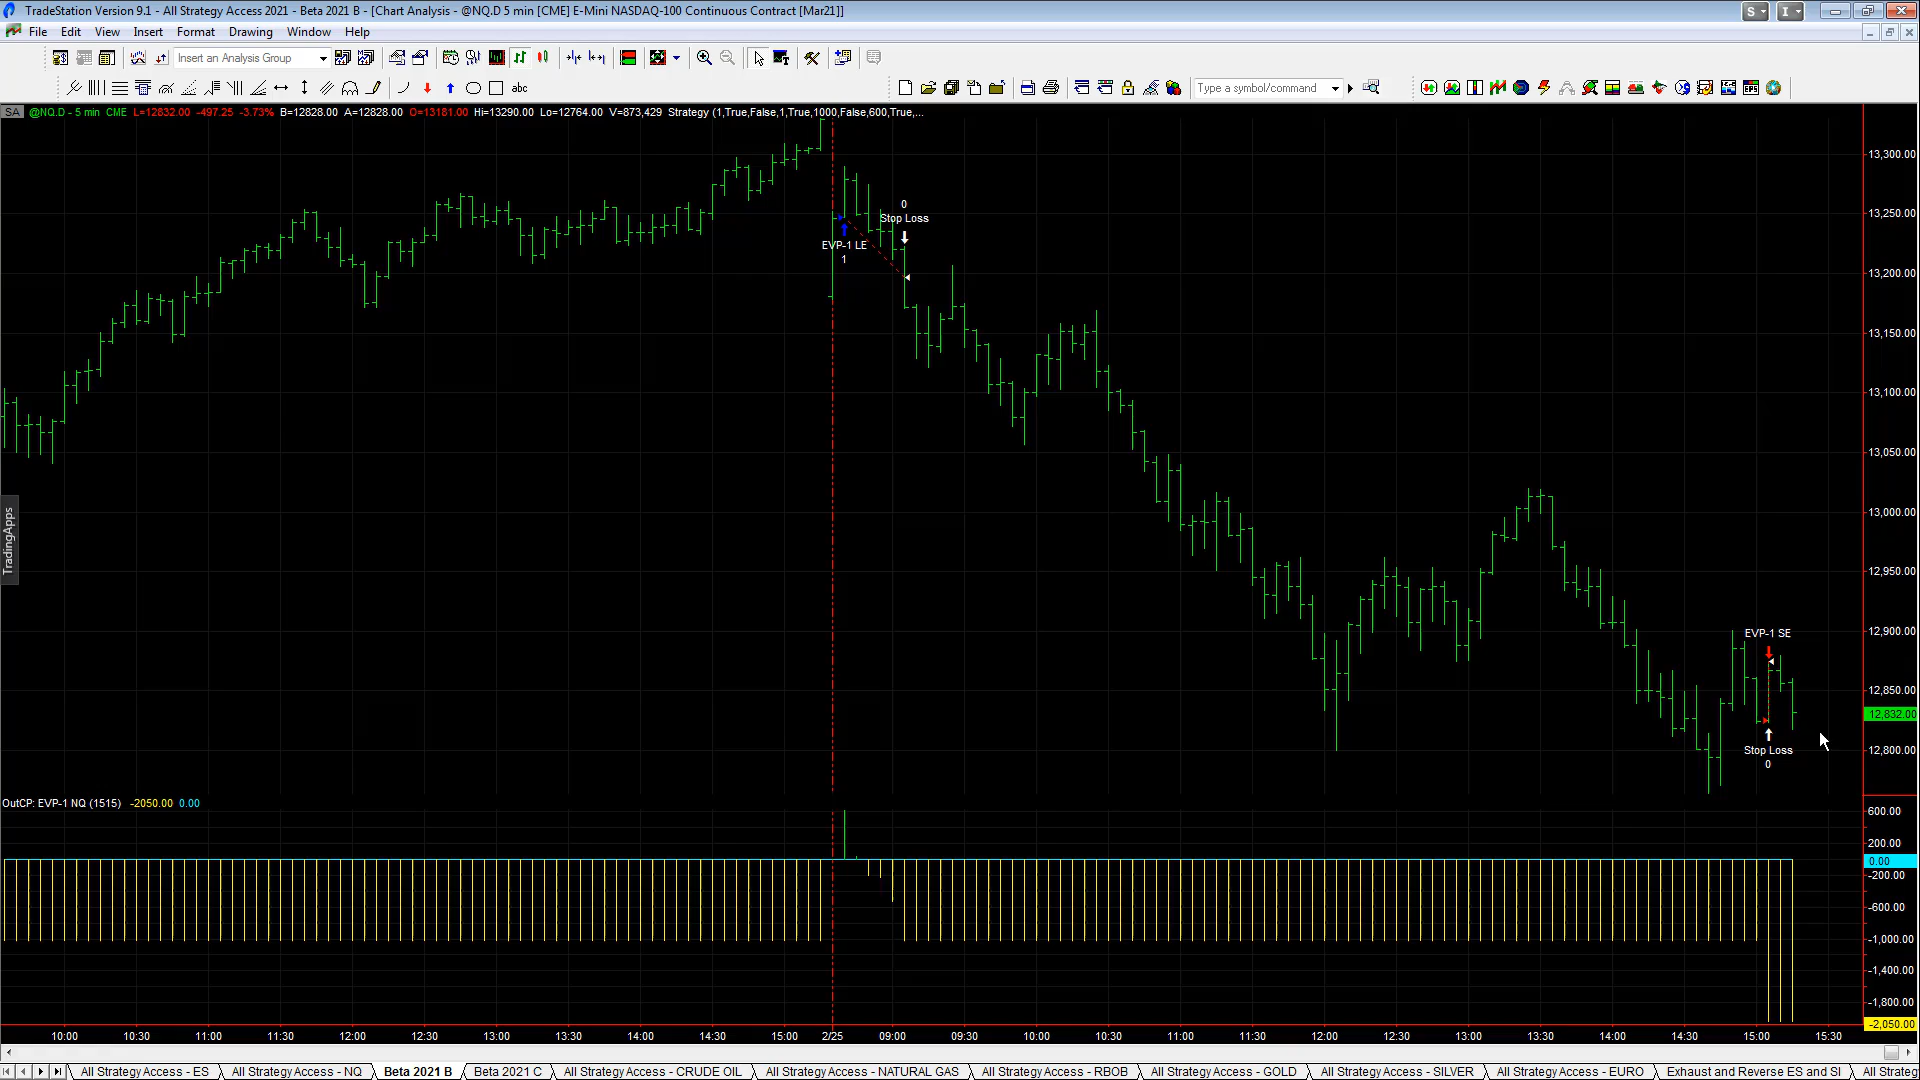 TradeStation Version 9.1 - All Strategy Access 2021 - Beta 2021 B - [Chart Analysis - @NQ.D 5 min [CME] E-Mini NASDAQ-100 Continuous Contract [Mar21]]
S I
File Edit View Insert Format Drawing Window Help
Insert an Analysis Group
abc Type a symbol/command
SA @NQ.D - 5 min CME L=12832.00 -497.25 -3.73% B=12828.00 A=12828.00 O=13181.00 Hi=13290.00 Lo=12764.00 V=873,429 Strategy (1,True,False,1,True,1000,False,600,True,...
13,300.00
0
Stop Loss
13,250.00
EVP-1 LE
1
13,200.00
13,150.00
13,100.00
13,050.00
13,000.00
TradingApps
12,950.00
12,900.00
EVP-1 SE
12,850.00
12,832.00
12,800.00
Stop Loss
0
OutCP: EVP-1 NQ (1515) -2050.00 0.00
600.00
200.00
0.00
-200.00
-600.00
-1,000.00
-1,400.00
-1,800.00
-2,050.00
10:00 10:30 11:00 11:30 12:00 12:30 13:00 13:30 14:00 14:30 15:00 2/25 09:00 09:30 10:00 10:30 11:00 11:30 12:00 12:30 13:00 13:30 14:00 14:30 15:00 15:30
All Strategy Access - ES All Strategy Access - NQ Beta 2021 B Beta 2021 C All Strategy Access - CRUDE OIL All Strategy Access - NATURAL GAS All Strategy Access - RBOB All Strategy Access - GOLD All Strategy Access - SILVER All Strategy Access - EURO Exhaust and Reverse ES and SI All Strateg